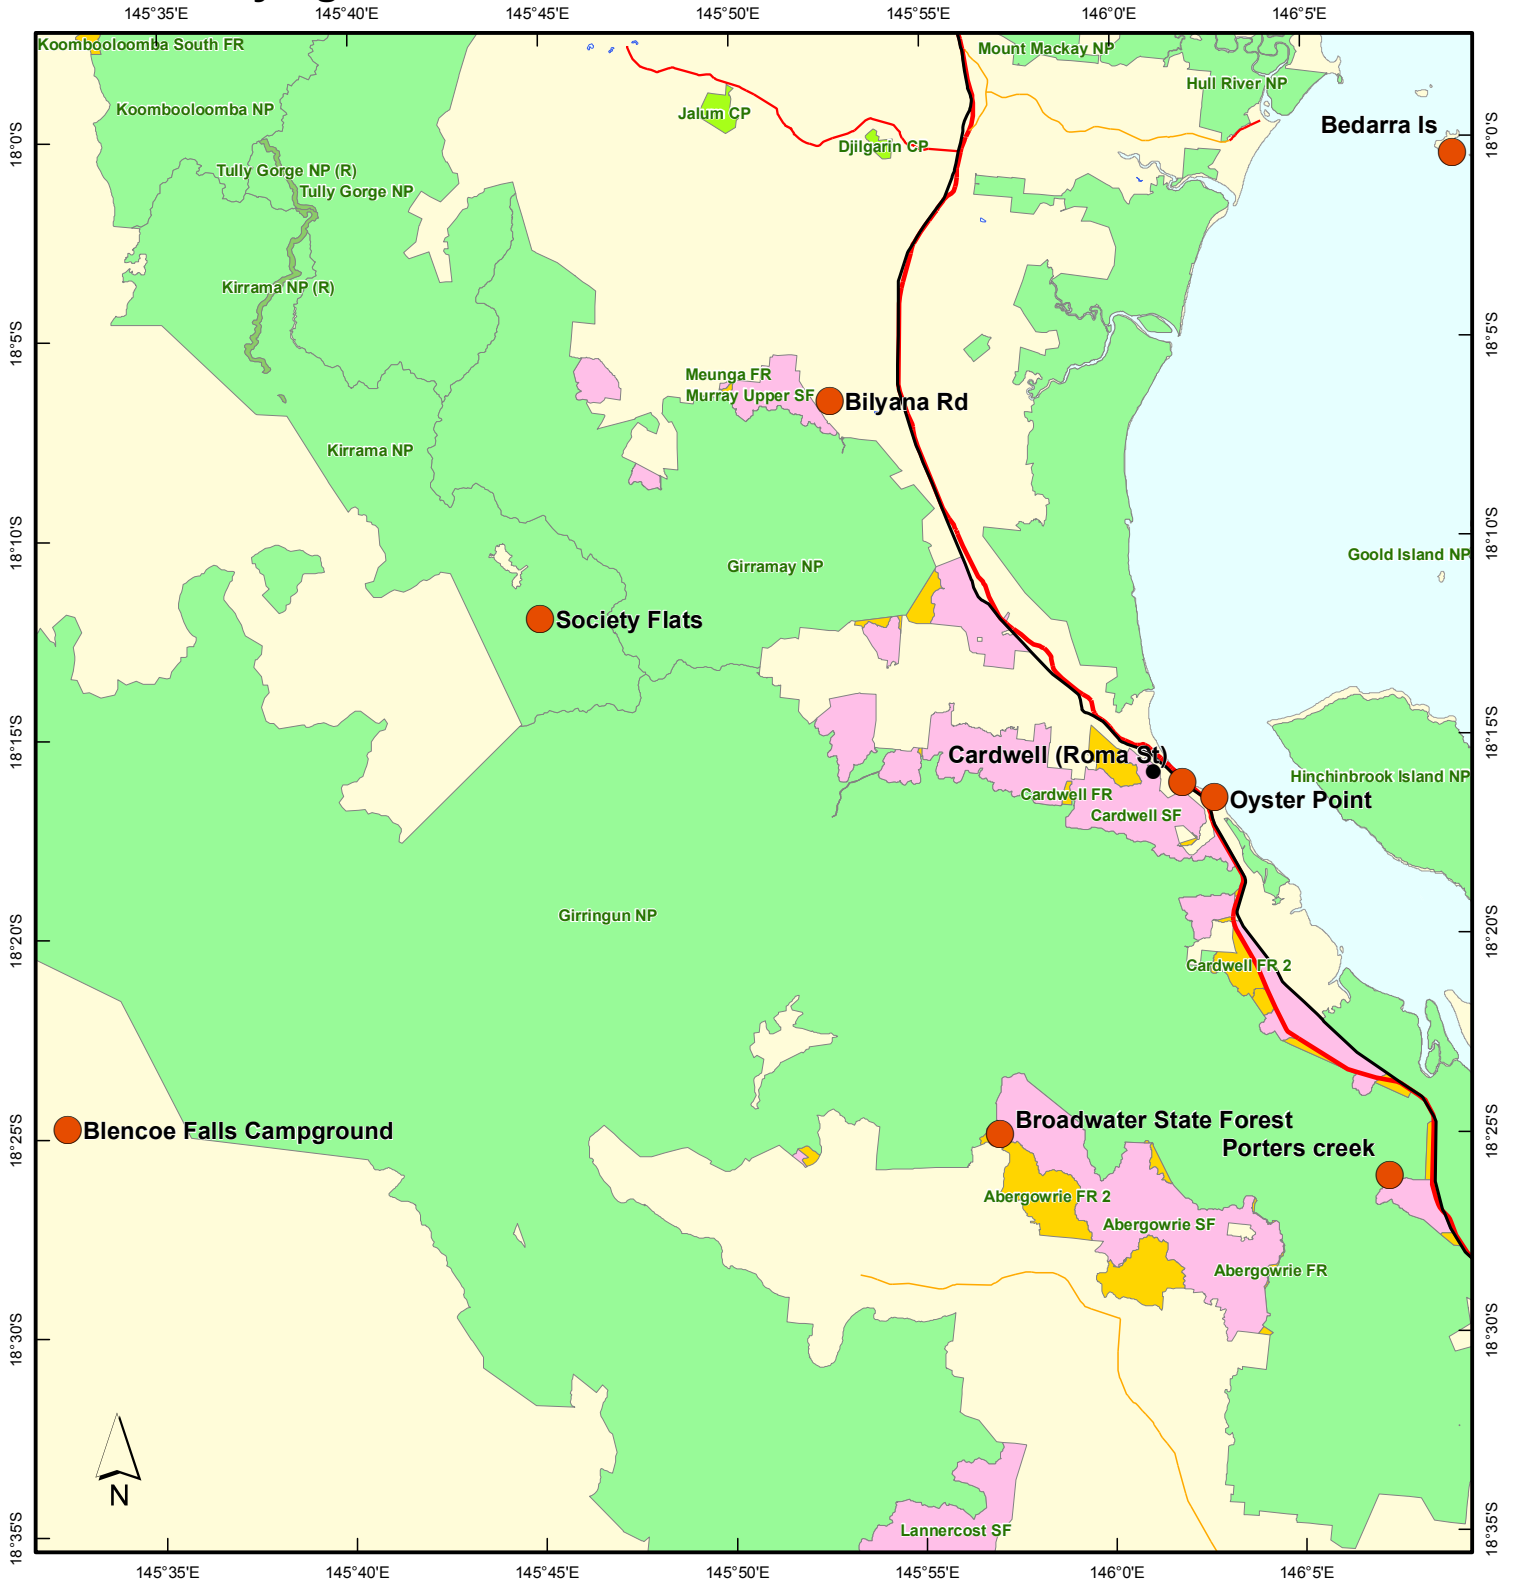 145°35'E 145°40'E 145°45'E 145°50'E 145°55'E 146°0'E 146°5'E
Koombooloomba South FR
Mount Mackay NP
Hull River NP
Koombooloomba NP
Jalum CP
Bedarra Is
18°0'S
18°0'S
Djilgarin CP
Tully Gorge NP (R)
Tully Gorge NP
Kirrama NP (R)
18°5'S
18°5'S
Meunga FR
Murray Upper SF
Bilyana Rd
Kirrama NP
18°10'S
18°10'S
Goold Island NP
Girramay NP
Society Flats
18°15'S
18°15'S
Cardwell (Roma St)
Hinchinbrook Island NP
Cardwell FR
Oyster Point
Cardwell SF
Girringun NP
18°20'S
18°20'S
Cardwell FR 2
Broadwater State Forest
18°25'S
18°25'S
Blencoe Falls Campground
Porters creek
Abergowrie FR 2
Abergowrie SF
Abergowrie FR
18°30'S
18°30'S
N
Lannercost SF
18°35'S
18°35'S
145°35'E 145°40'E 145°45'E 145°50'E 145°55'E 146°0'E 146°5'E